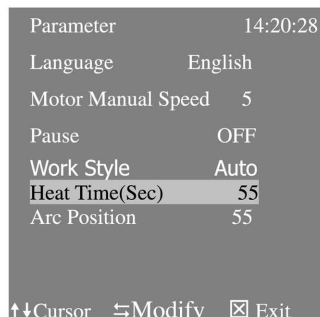 Parameter 14:20:28
Language English
Motor Manual Speed 5
Pause OFF
Work Style Auto
Heat Time(Sec) 55
Arc Position 55
↑↓Cursor ⇆Modify ☒ Exit